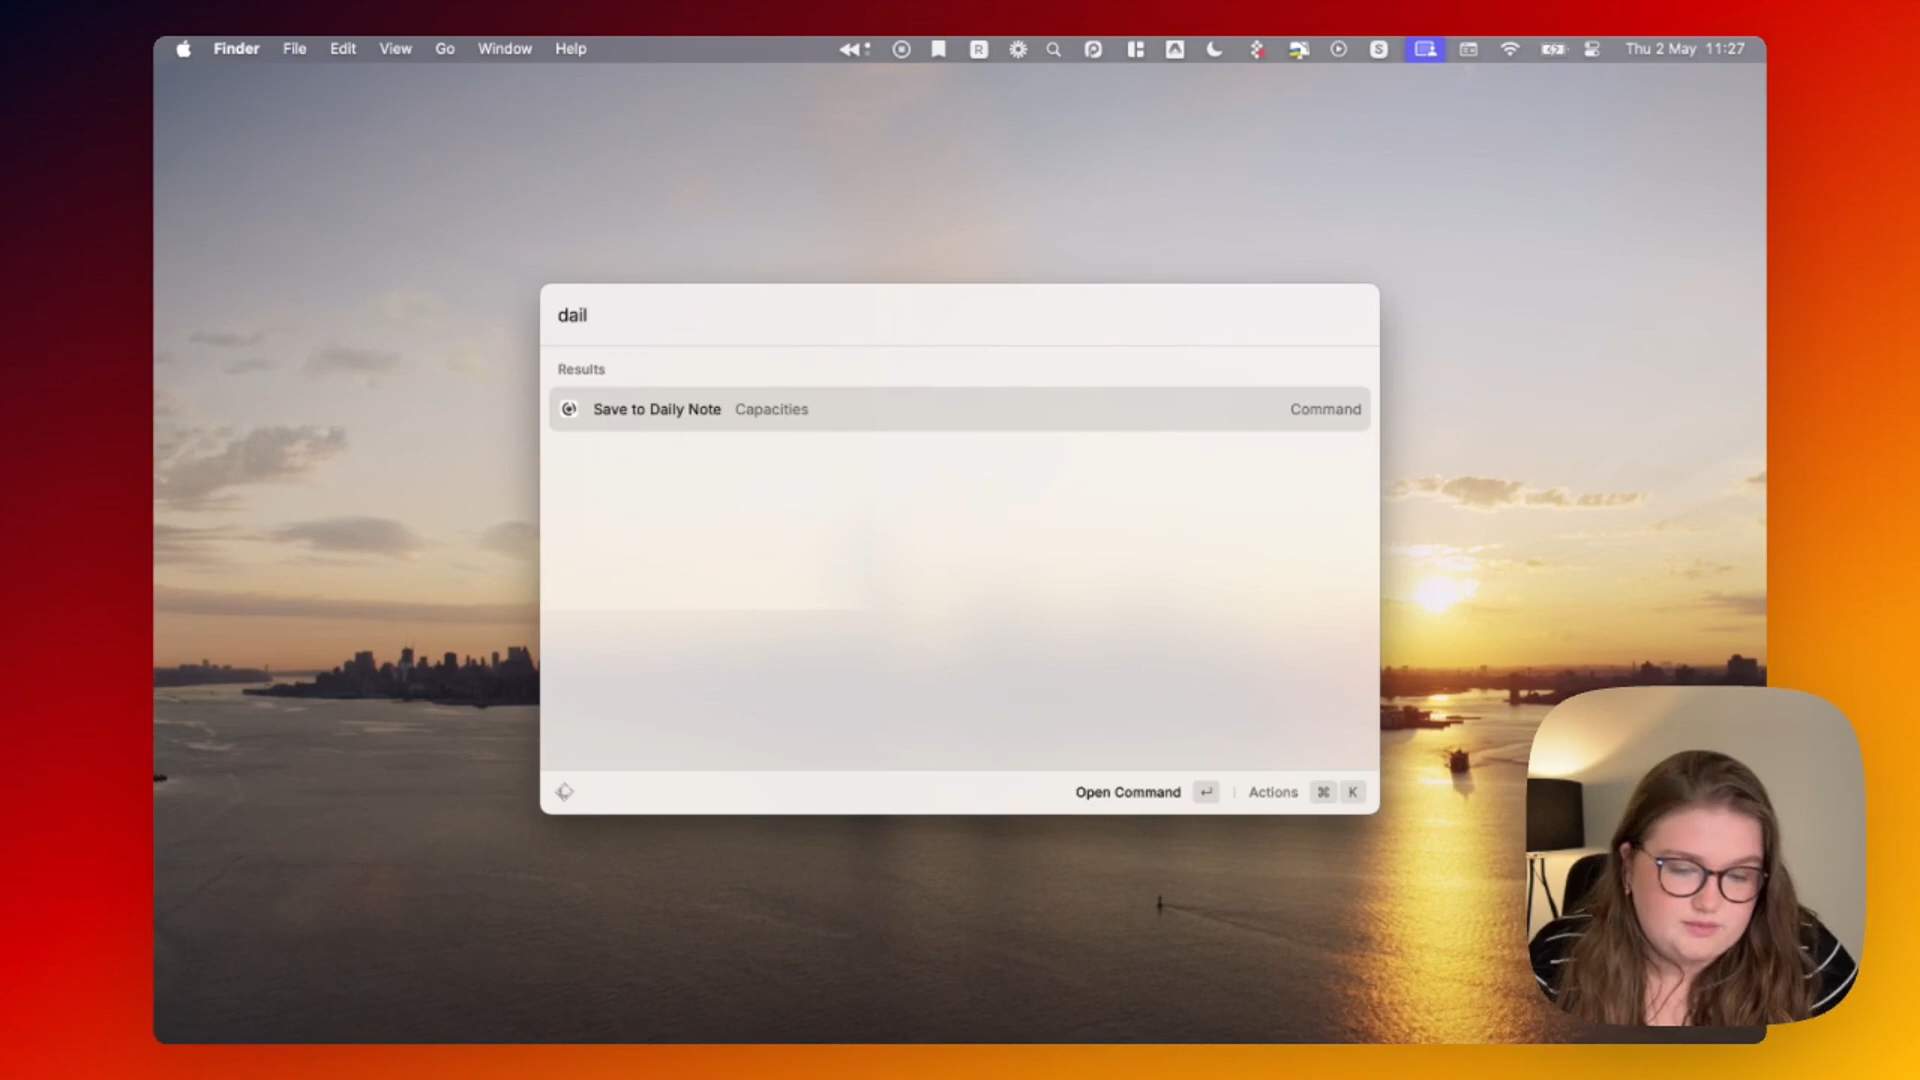 Finder File Edit View Go Window Help R S Thu 2 May 11:27
dail
Results
Save to Daily Note Capacities Command
Open Command ↵ Actions ⌘ K